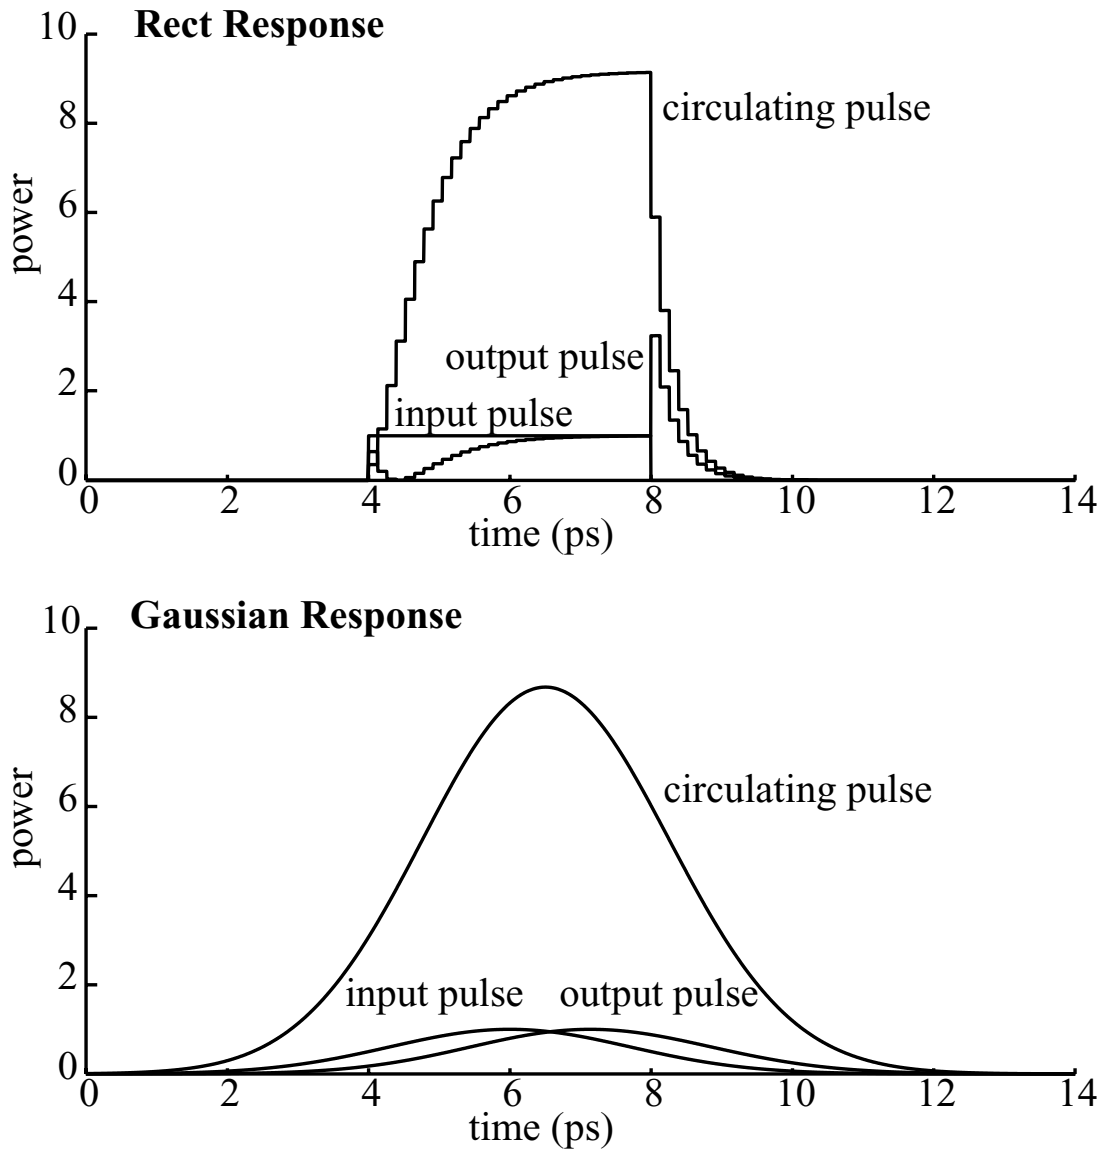 Rect Response
10
8
6
4
2
0
power
circulating pulse
output pulse
input pulse
0 2 4 6 8 10 12 14
time (ps)
Gaussian Response
10
8
6
4
2
0
power
circulating pulse
input pulse output pulse
0 2 4 6 8 10 12 14
time (ps)